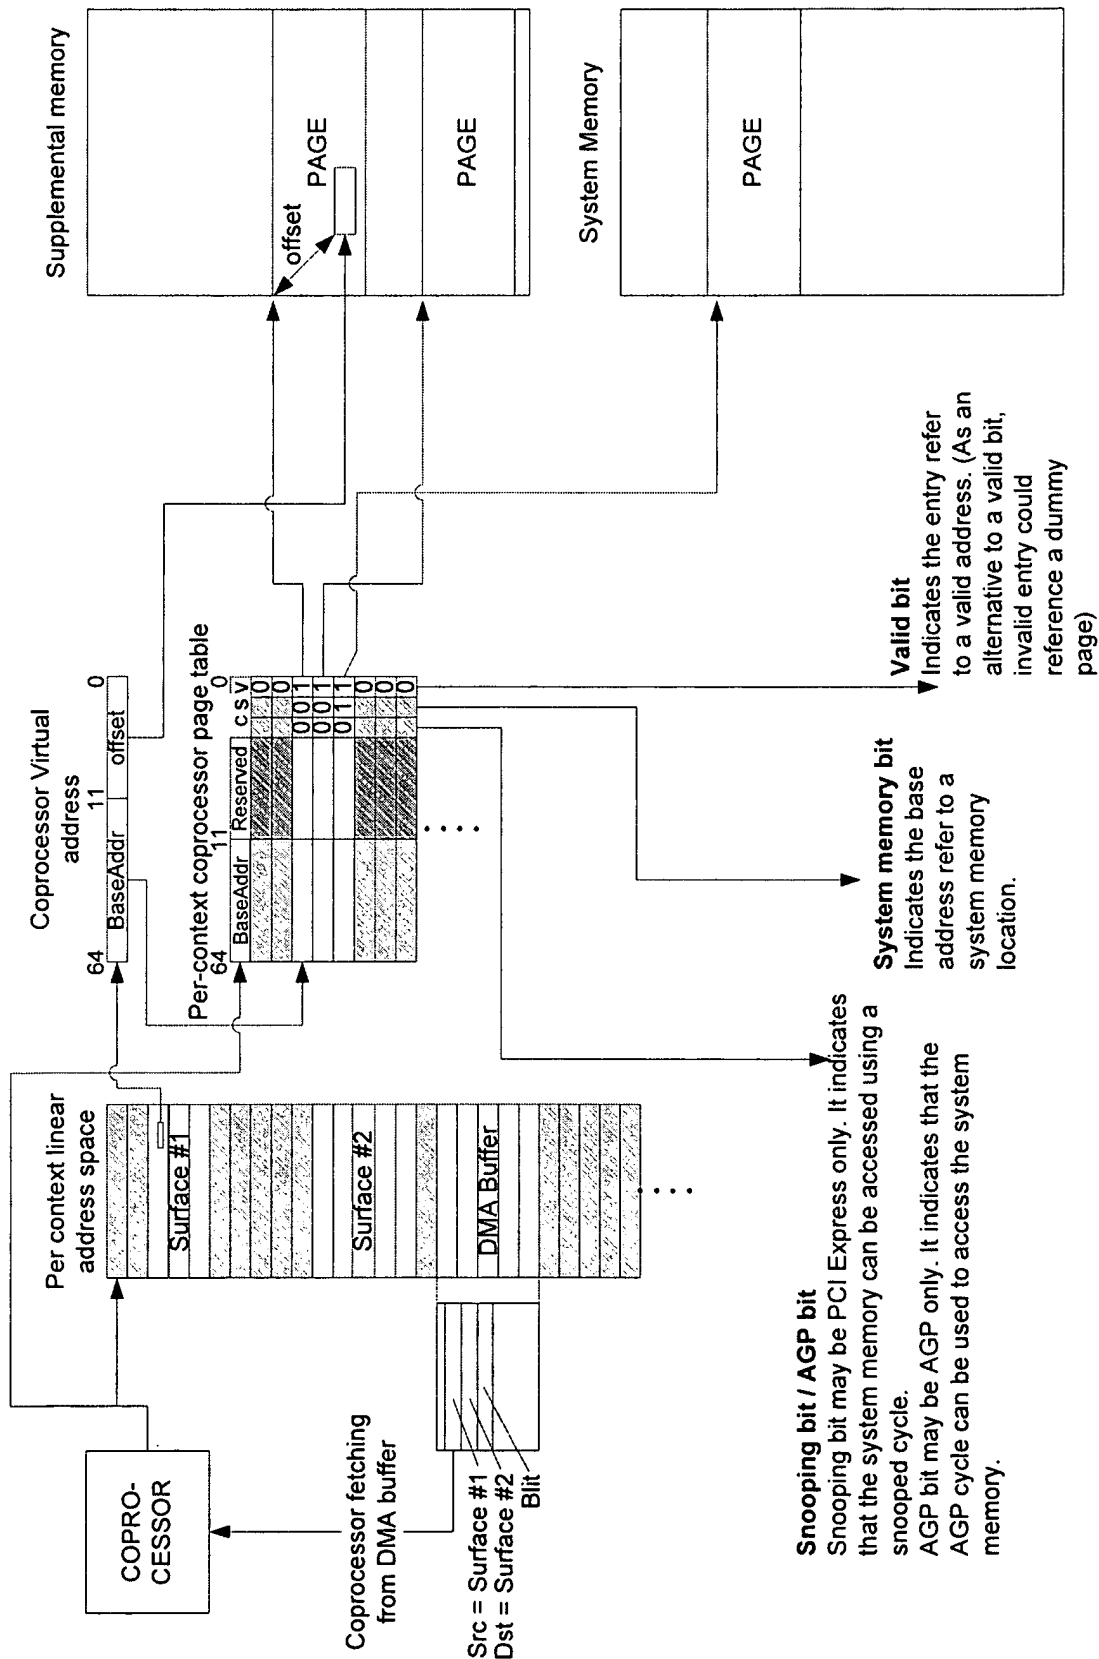 COPRO-
CESSOR
Coprocessor fetching
from DMA buffer
Src = Surface #1
Dst = Surface #2
Blit
Per context linear
address space
Surface #1
Surface #2
DMA Buffer
Coprocessor Virtual
address
64 11 0
BaseAddr offset
Per-context coprocessor page table
64 11 0
BaseAddr Reserved c s v
0
0
0 0 1
0 0 1
0 1 1
0
0
0
Supplemental memory
offset
PAGE
PAGE
System Memory
PAGE
Snooping bit / AGP bit
Snooping bit may be PCI Express only. It indicates
that the system memory can be accessed using a
snooped cycle.
AGP bit may be AGP only. It indicates that the
AGP cycle can be used to access the system
memory.
System memory bit
Indicates the base
address refer to a
system memory
location.
Valid bit
Indicates the entry refer
to a valid address. (As an
alternative to a valid bit,
invalid entry could
reference a dummy
page)